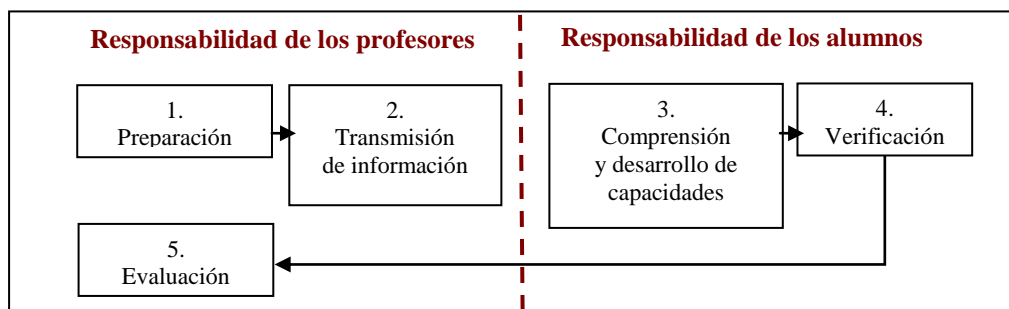 Responsabilidad de los profesores
Responsabilidad de los alumnos
1.
Preparación
2.
Transmisión
de información
3.
Comprensión
y desarrollo de
capacidades
4.
Verificación
5.
Evaluación